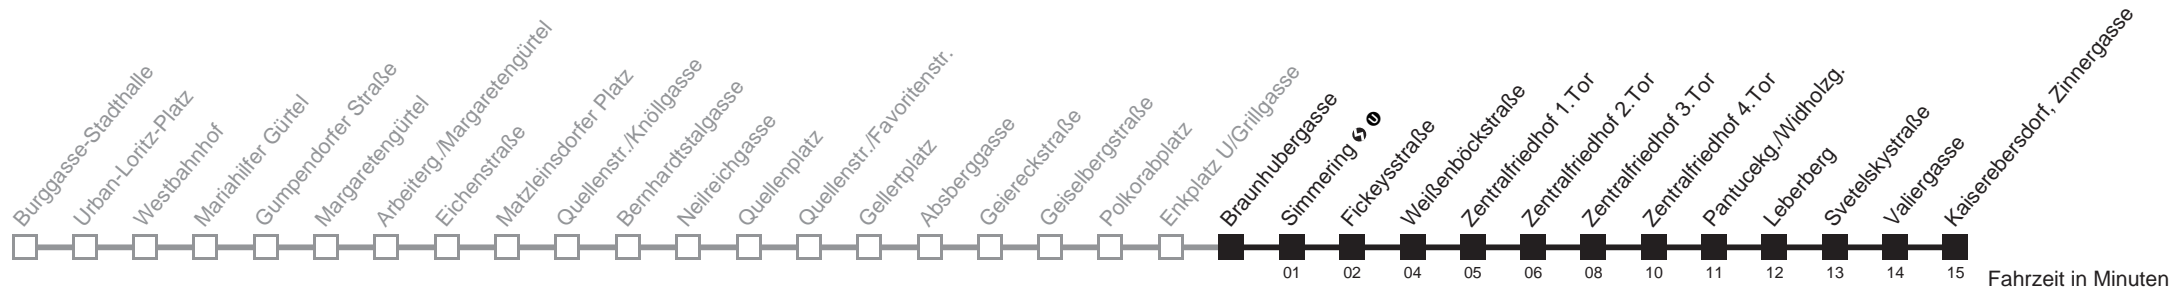 Burggasse-Stadthalle
Urban-Loritz-Platz
Westbahnhof
Mariahilfer Gürtel
Gumpendorfer Straße
Margaretengürtel
Arbeiterg./Margaretengürtel
Eichenstraße
Matzleinsdorfer Platz
Quellenstr./Knöllgasse
Bernhardtstalgasse
Neilreichgasse
Quellenplatz
Quellenstr./Favoritenstr.
Gellertplatz
Absberggasse
Geiereckstraße
Geiselbergstraße
Polkorabplatz
Enkplatz U/Grillgasse
Braunhubergasse
Simmering S U
Fickeysstraße
Weißenböckstraße
Zentralfriedhof 1.Tor
Zentralfriedhof 2.Tor
Zentralfriedhof 3.Tor
Zentralfriedhof 4.Tor
Pantucekg./Widholzg.
Leberberg
Svetelskystraße
Valiergasse
Kaiserebersdorf, Zinnergasse
01 02 04 05 06 08 10 11 12 13 14 15 Fahrzeit in Minuten